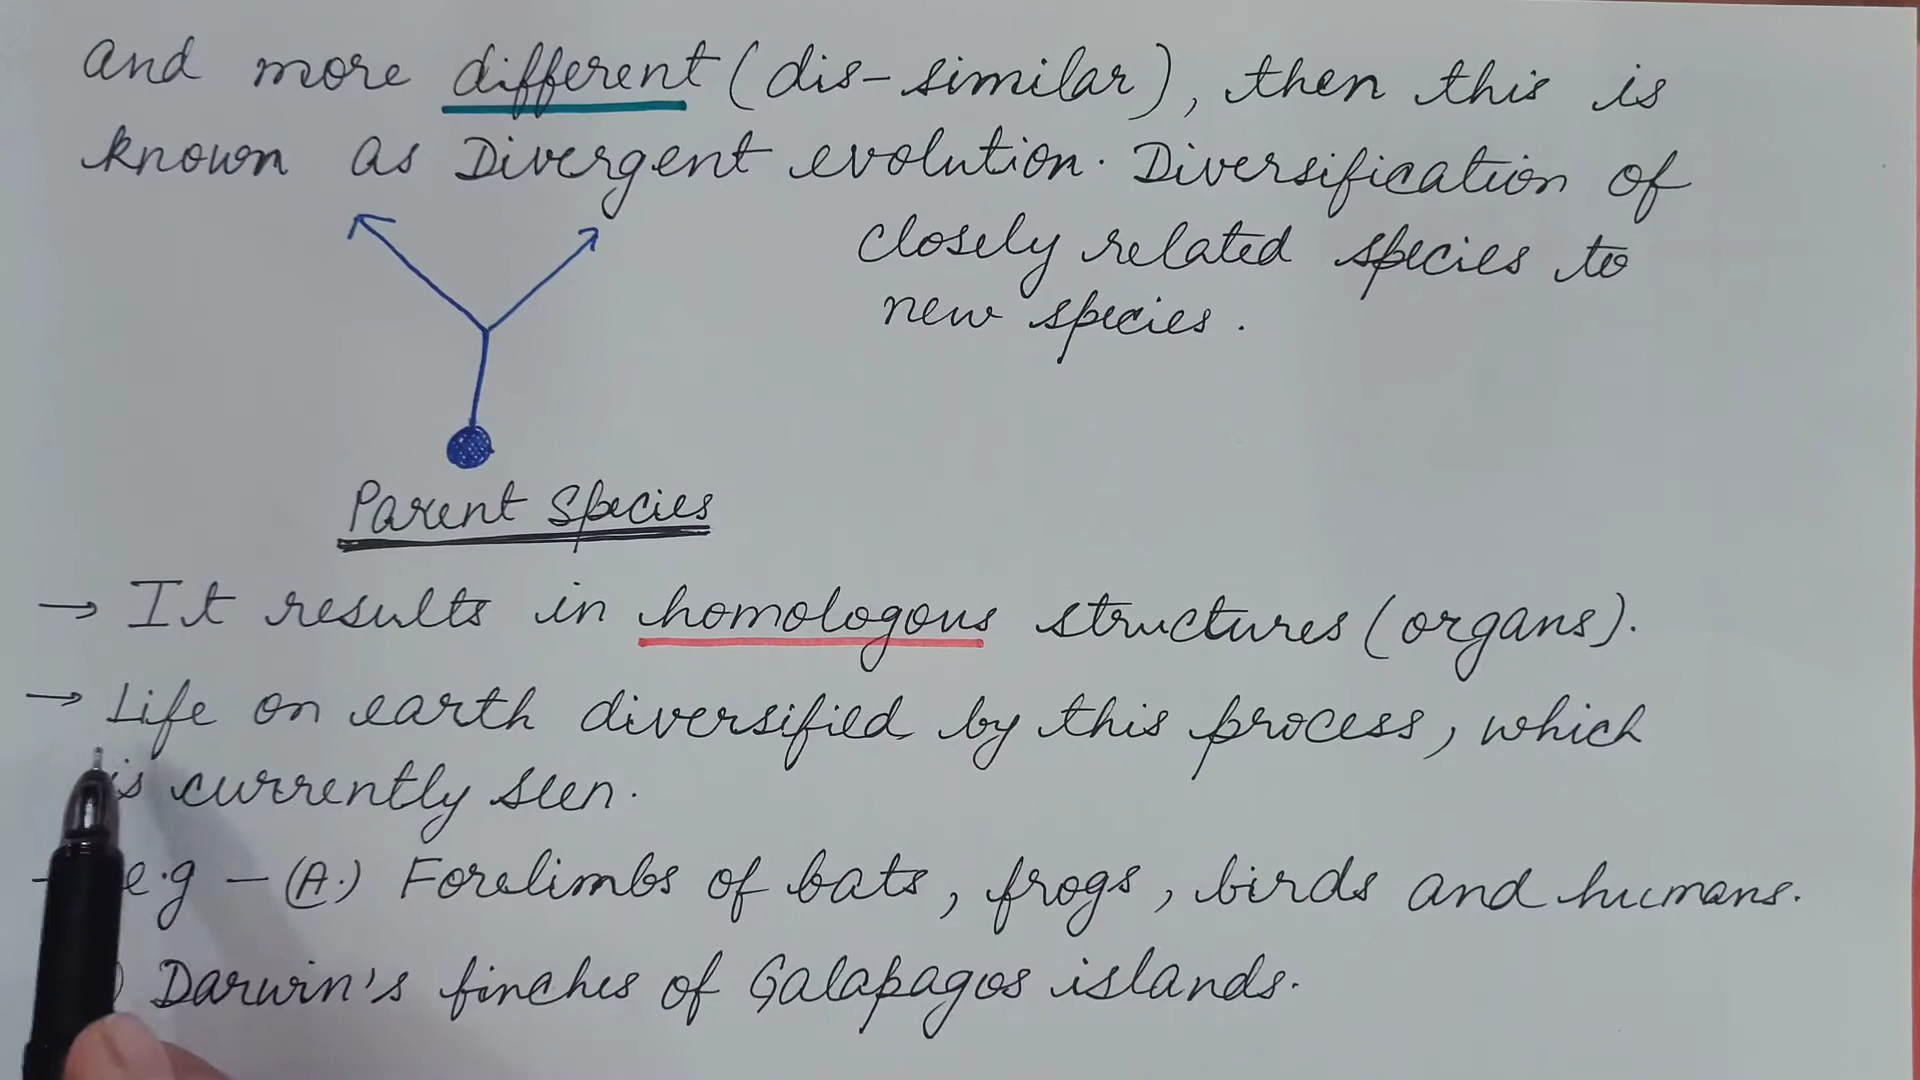 and more different (dis-similar), then this is
known as Divergent evolution. Diversification of
closely related species to
new species.
Parent Species
→ It results in homologous structures (organs).
→ Life on earth diversified by this process, which
is currently seen.
e.g - (A.) Forelimbs of bats, frogs, birds and humans.
) Darwin's finches of Galapagos islands.